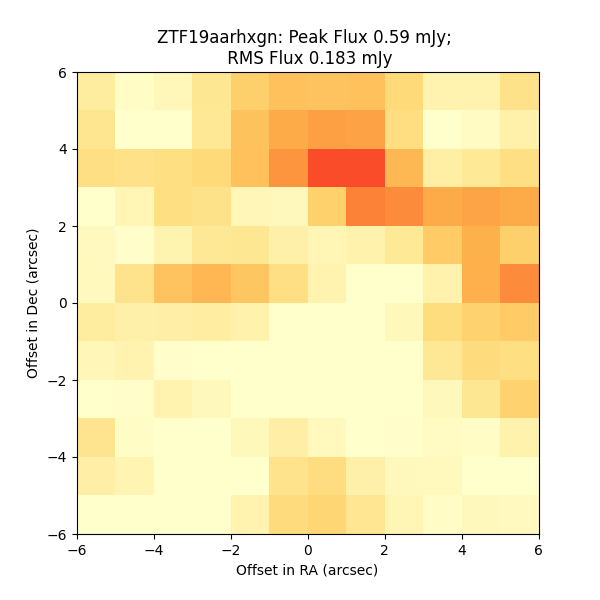 ZTF19aarhxgn: Peak Flux 0.59 mJy;
RMS Flux 0.183 mJy
6
4
2
0
−2
−4
−6
Offset in Dec (arcsec)
−6 −4 −2 0 2 4 6
Offset in RA (arcsec)